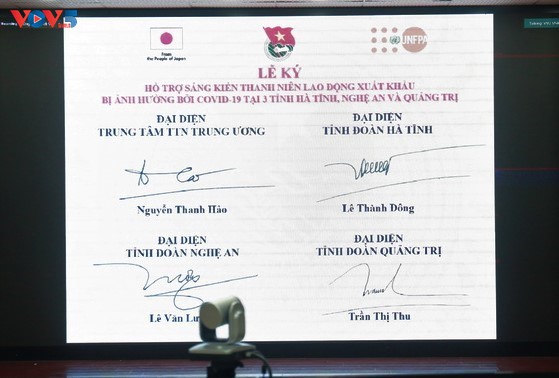 VOV5
From
the People of Japan
UNFPA
LỄ KÝ
HỖ TRỢ SÁNG KIẾN THANH NIÊN LAO ĐỘNG XUẤT KHẨU
BỊ ẢNH HƯỞNG BỞI COVID-19 TẠI 3 TỈNH HÀ TĨNH, NGHỆ AN VÀ QUẢNG TRỊ
ĐẠI DIỆN
TRUNG TÂM TTN TRUNG ƯƠNG
Nguyễn Thanh Hảo
ĐẠI DIỆN
TỈNH ĐOÀN HÀ TĨNH
Lê Thành Đông
ĐẠI DIỆN
TỈNH ĐOÀN NGHỆ AN
Lê Văn
ĐẠI DIỆN
TỈNH ĐOÀN QUẢNG TRỊ
Trần Thị Thu